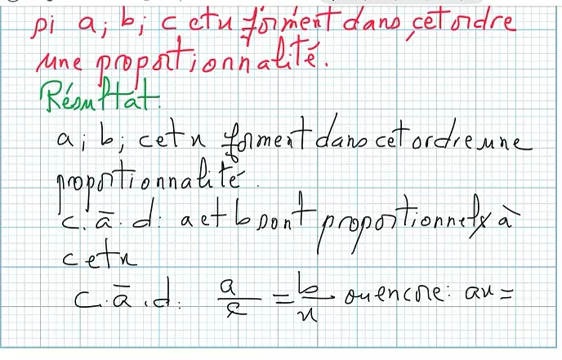 si a; b; c et x forment dans cet ordre
une proportionnalité.
Résultat.
a; b; c et x forment dans cet ordre une
proportionnalité.
c.à.d: a et b sont proportionnels à
c et x
c.à.d: a/c = b/x ou encore: ax =